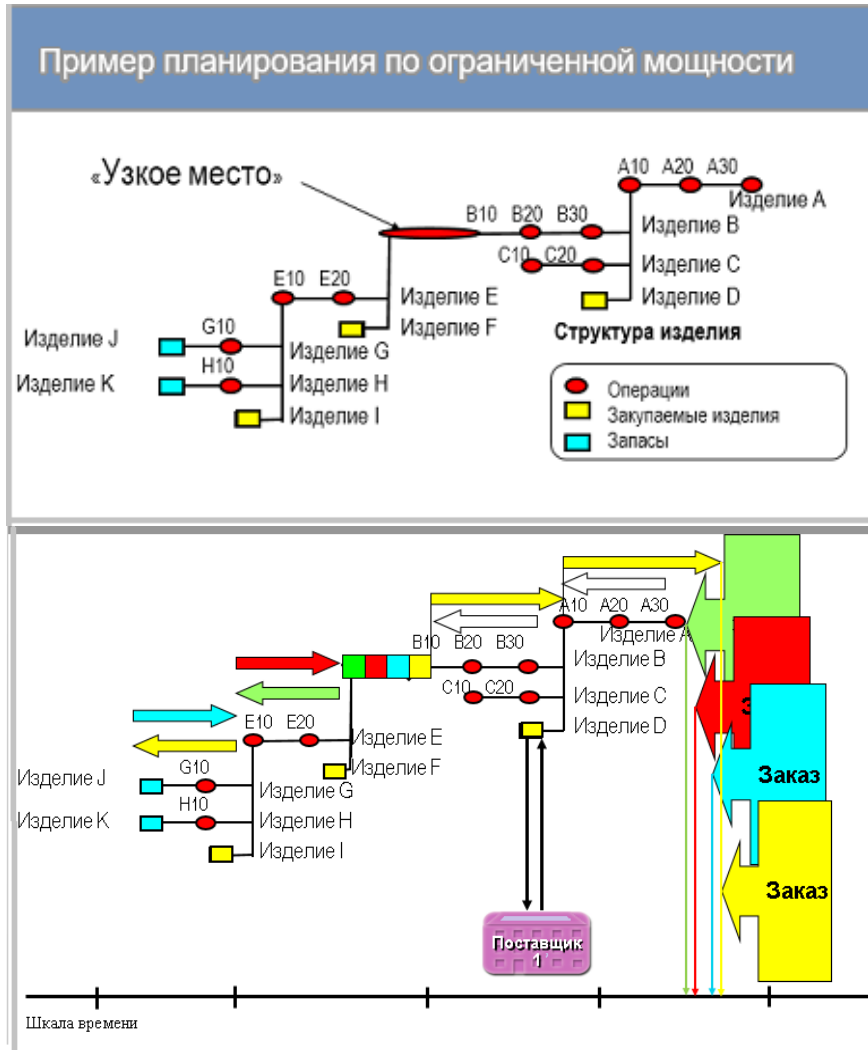 Пример планирования по ограниченной мощности
«Узкое место»
A10 A20 A30
Изделие A
B10 B20 B30
Изделие B
C10 C20
Изделие C
E10 E20
Изделие E
Изделие D
Изделие F
Структура изделия
Изделие J
G10
Изделие G
Изделие K
H10
Изделие H
Изделие I
Операции
Закупаемые изделия
Запасы
A10 A20 A30
Изделие A
B10 B20 B30
Изделие B
C10 C20
Изделие C
E10 E20
Изделие E
Изделие D
Изделие F
Изделие J
G10
Изделие G
Изделие K
H10
Изделие H
Изделие I
Заказ
Заказ
Поставщик
1
Шкала времени